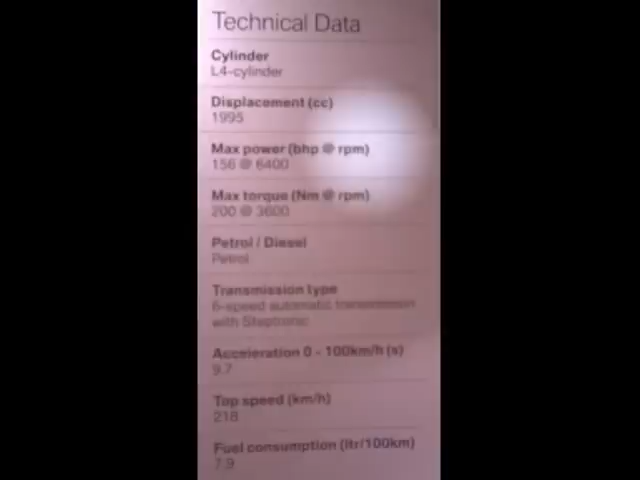 Technical Data
Cylinder
L4-cylinder
Displacement (cc)
1995
Max power (bhp @ rpm)
156 @ 6400
Max torque (Nm @ rpm)
200 @ 3600
Petrol / Diesel
Petrol
Transmission type
6-speed automatic transmission
with Steptronic
Acceleration 0 - 100km/h (s)
9.7
Top speed (km/h)
218
Fuel consumption (ltr/100km)
7.9